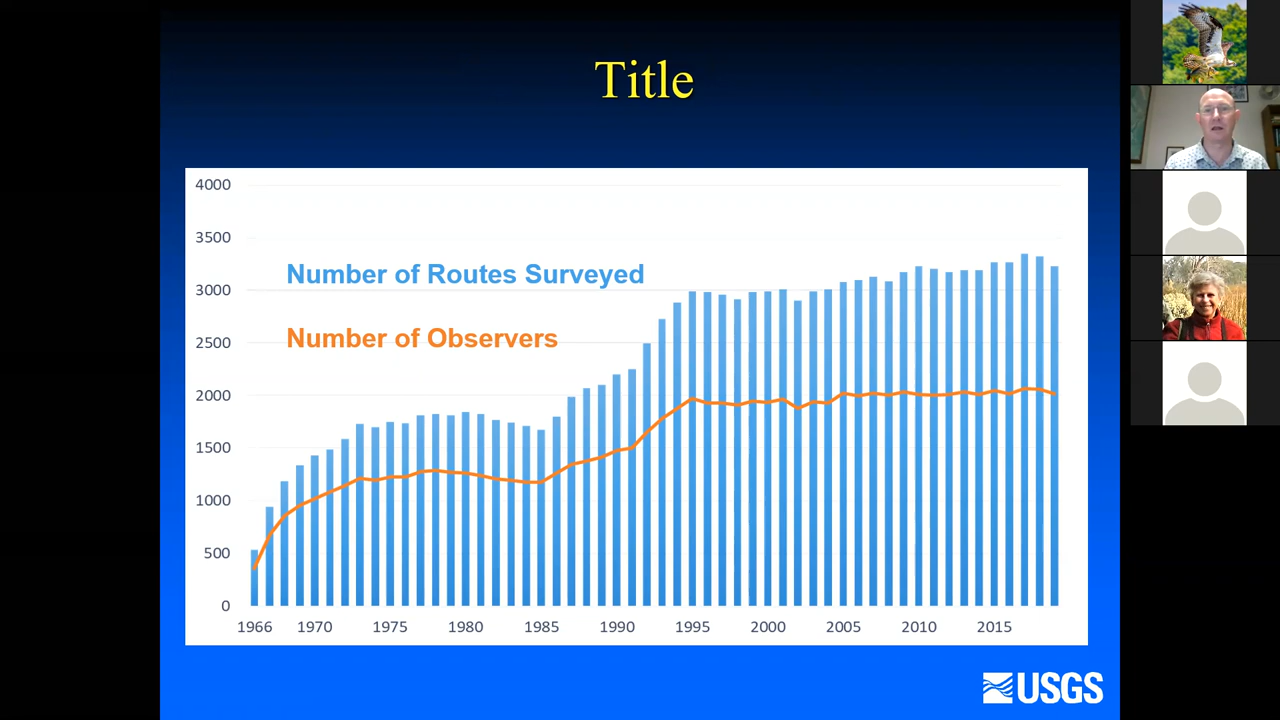 Title
4000
3500
Number of Routes Surveyed
3000
Number of Observers
2500
2000
1500
1000
500
0
1966 1970 1975 1980 1985 1990 1995 2000 2005 2010 2015
USGS